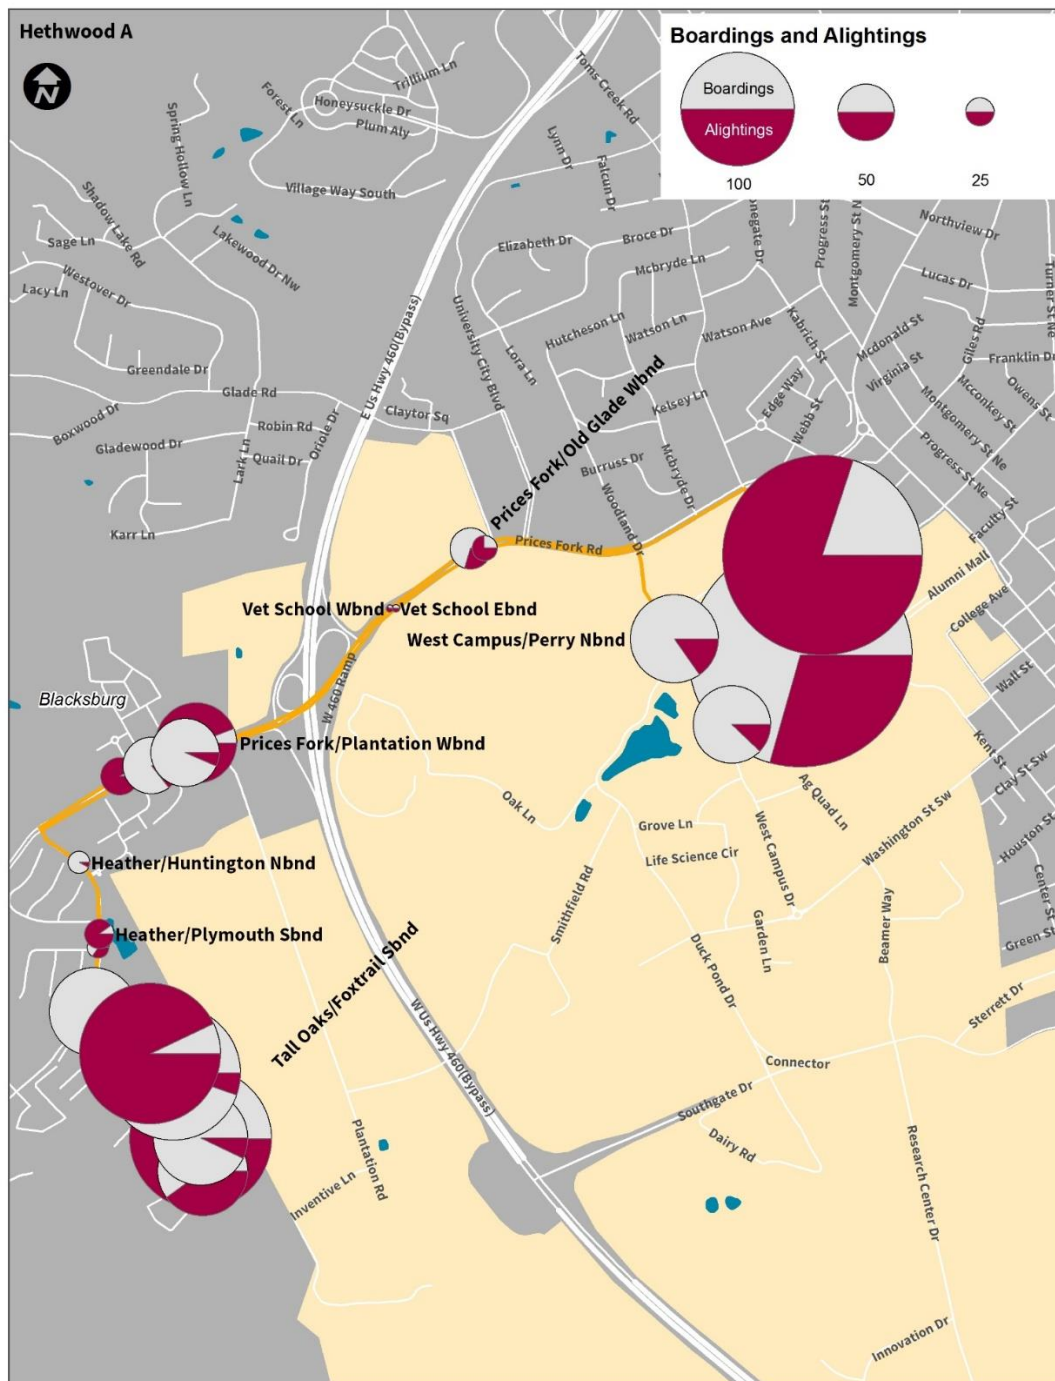 Hethwood A
N
Boardings and Alightings
Boardings
Alightings
100
50
25
Trillium Ln
Honeysuckle Dr
Plum Aly
Forest Ln
Spring Hollow Ln
Village Way South
Shadow Lake Rd
Lakewood Dr Nw
Sage Ln
Westover Dr
Lacy Ln
Greendale Dr
Glade Rd
Boxwood Dr
Gladewood Dr
Robin Rd
Quail Dr
Lark Ln
Oriole Dr
Karr Ln
Claytor Sq
E Us Hwy 460(Bypass)
Toms Creek Rd
Lynn Dr
Falcun Dr
Elizabeth Dr
Broce Dr
Mcbryde Ln
University City Blvd
Lora Ln
Hutcheson Ln
Watson Ln
Watson Ave
Kelsey Ln
Burruss Dr
Woodland Dr
Mcbryde Dr
onegate Dr
Progress St
Montgomery St N
Northview Dr
Lucas Dr
Turner St Ne
Kabrich St
Mcdonald St
Giles Rd
Franklin Dr
Virginia St
Mcconkey St
Owens St
Edge Way
Webb St
Montgomery St Ne
Progress St Ne
Faculty St
Alumni Mall
College Ave
Wall St
Kent St
Clay St Sw
Houston St
Center St
Green St
Prices Fork/Old Glade Wbnd
Prices Fork Rd
Vet School Wbnd
Vet School Ebnd
West Campus/Perry Nbnd
W 460 Ramp
Blacksburg
Prices Fork/Plantation Wbnd
Heather/Huntington Nbnd
Heather/Plymouth Sbnd
Tall Oaks/Foxtrail Sbnd
Oak Ln
Grove Ln
Life Science Cir
Smithfield Rd
West Campus Dr
Ag Quad Ln
Washington St Sw
Garden Ln
Duck Pond Dr
Beamer Way
Sterrett Dr
Connector
Southgate Dr
Dairy Rd
W Us Hwy 460(Bypass)
Plantation Rd
Inventive Ln
Research Center Dr
Innovation Dr